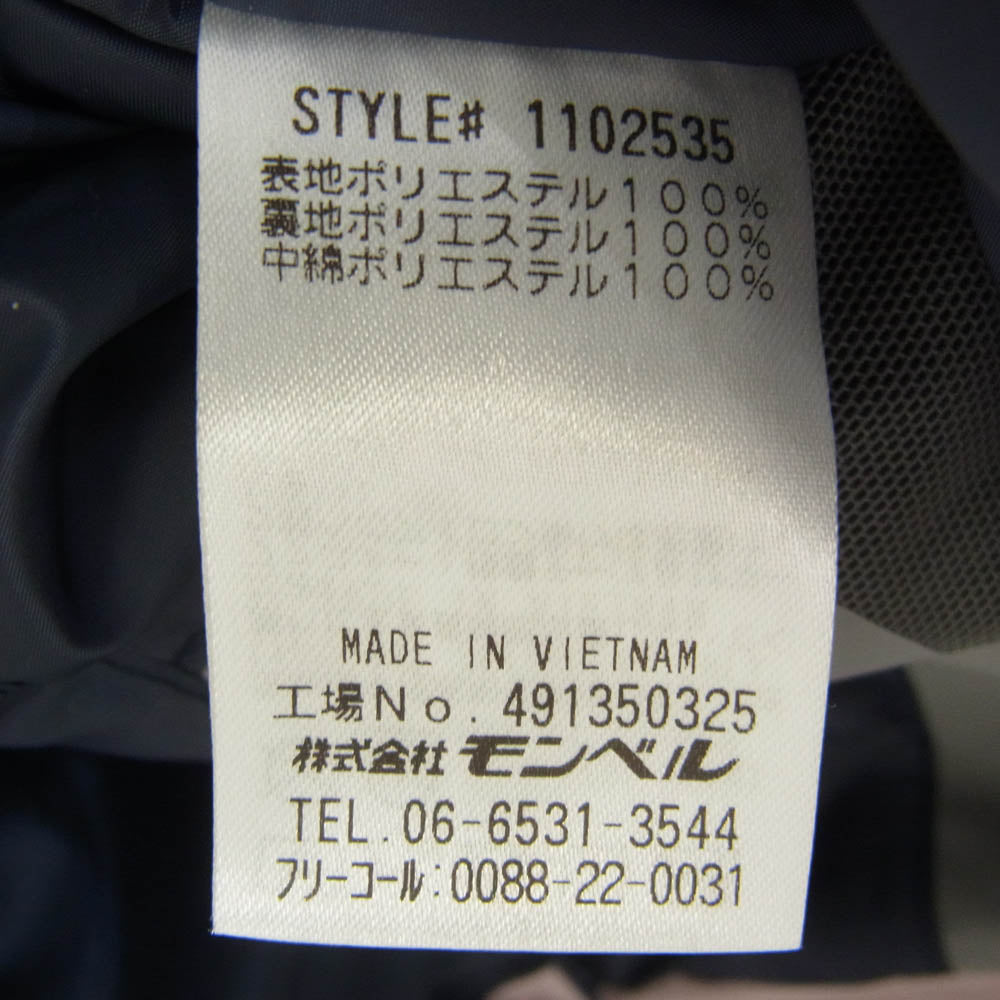 STYLE# 1102535
表地ポリエステル１００％
裏地ポリエステル１００％
中綿ポリエステル１００％
MADE IN VIETNAM
工場Ｎｏ．491350325
株式会社 モンベル
TEL.06-6531-3544
フリーコール:0088-22-0031